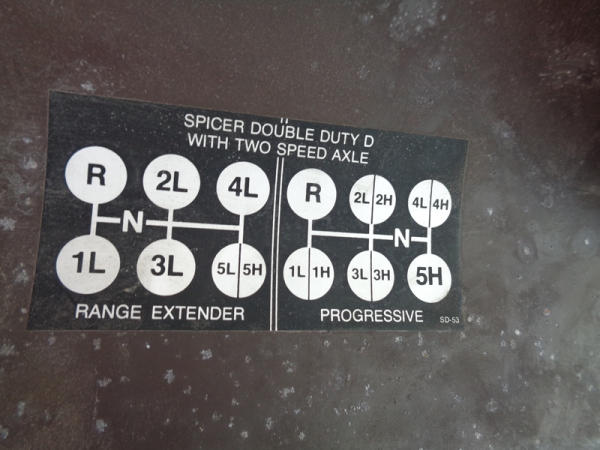 SPICER DOUBLE DUTY D
WITH TWO SPEED AXLE
R 2L 4L
N
1L 3L 5L 5H
RANGE EXTENDER
R 2L 2H 4L 4H
N
1L 1H 3L 3H 5H
PROGRESSIVE
SD-53